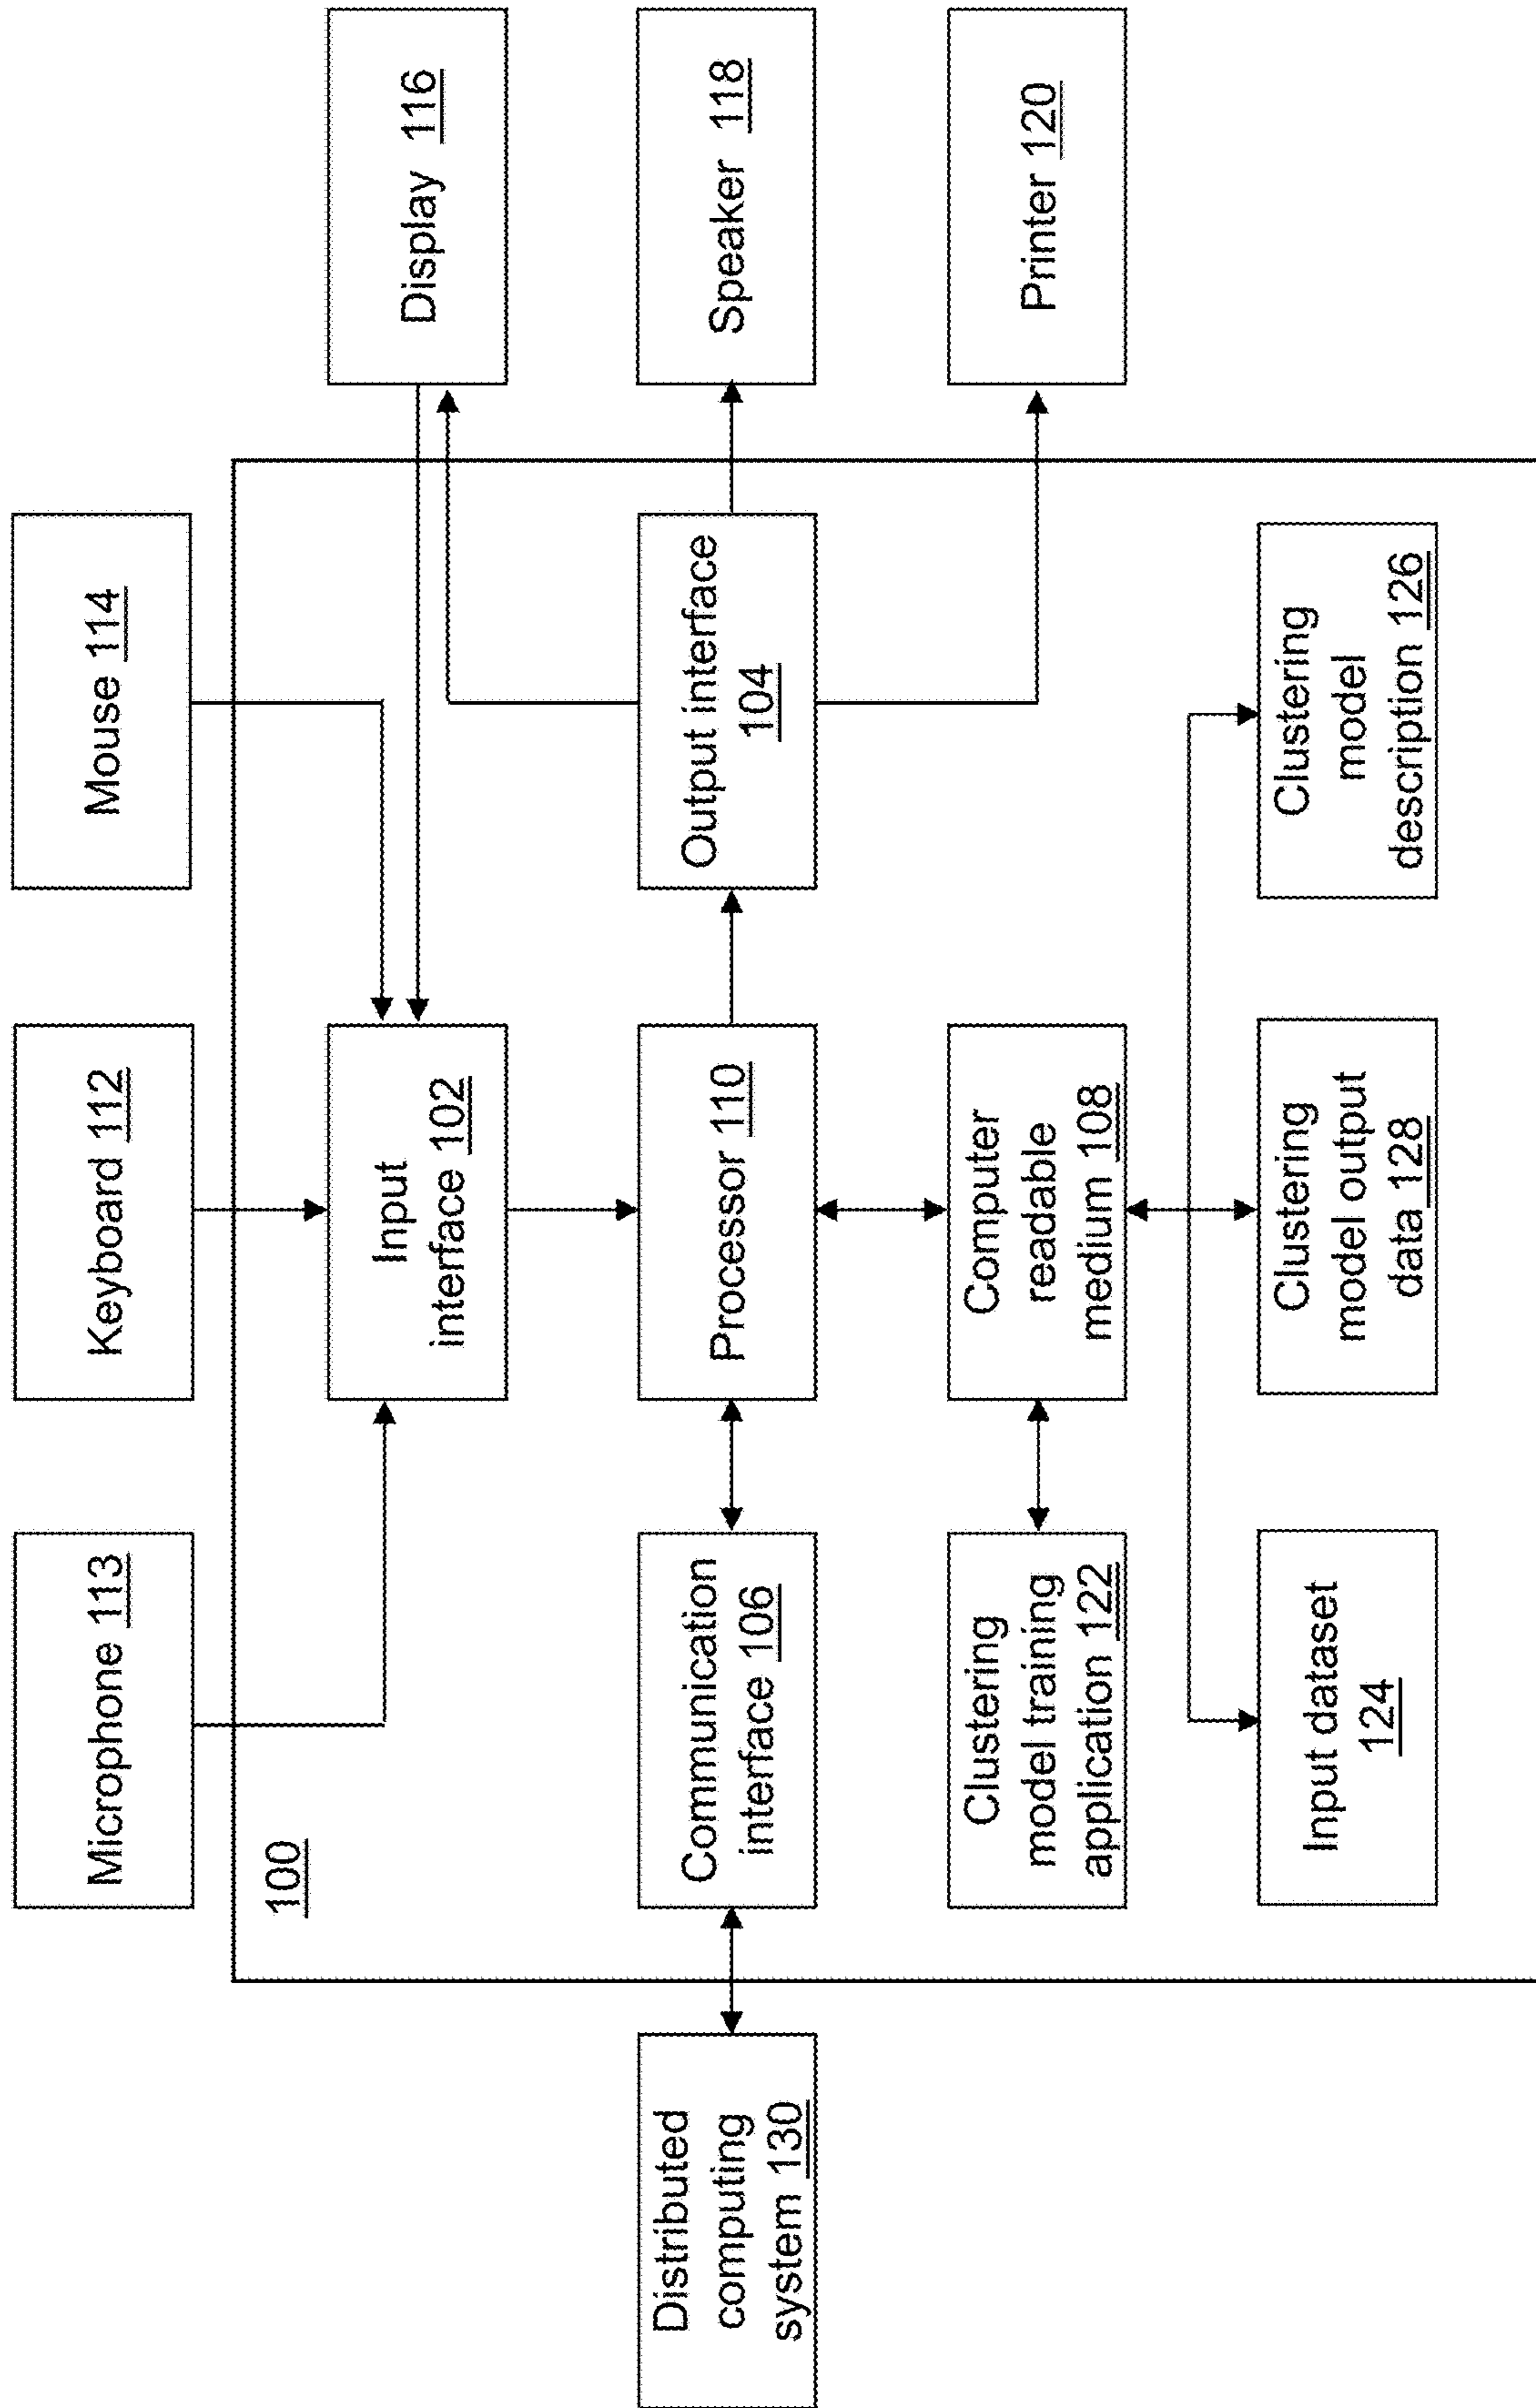 Microphone 113
Keyboard 112
Mouse 114
100
Input
interface 102
Display 116
Distributed
computing
system 130
Communication
interface 106
Processor 110
Output interface
104
Speaker 118
Clustering
model training
application 122
Computer
readable
medium 108
Printer 120
Input dataset
124
Clustering
model output
data 128
Clustering
model
description 126